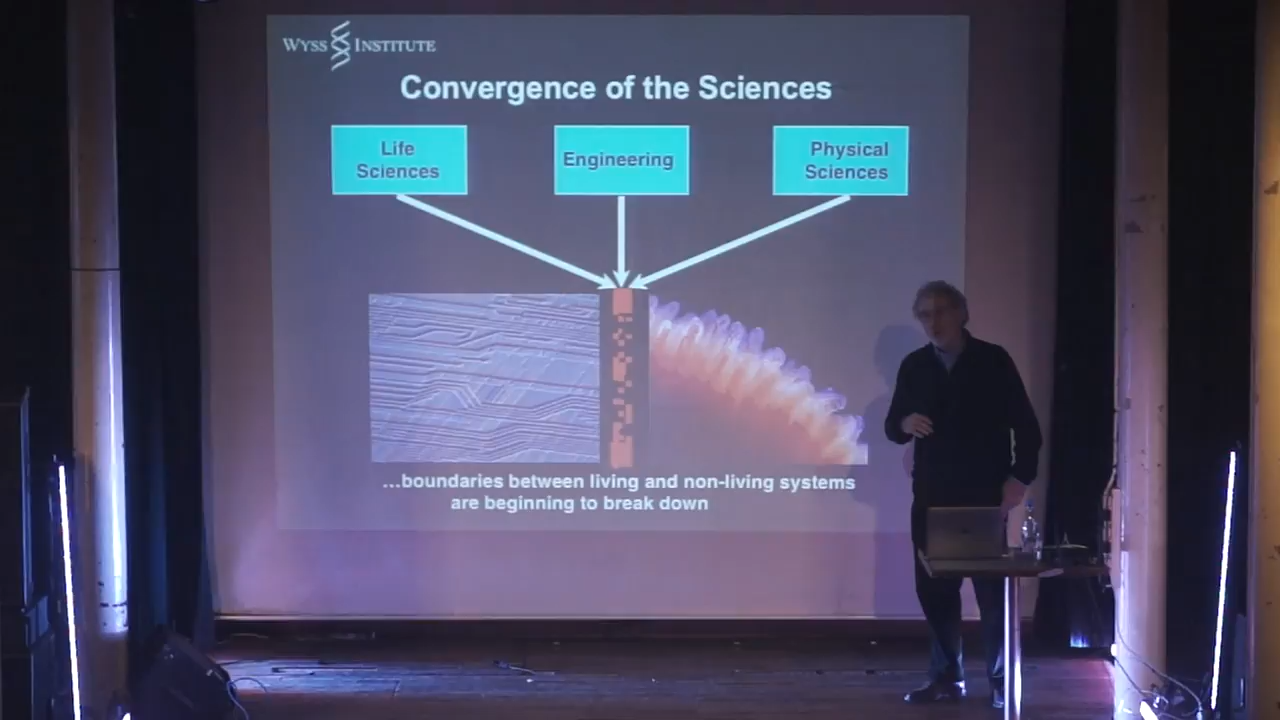 WYSS INSTITUTE
Convergence of the Sciences
Life
Sciences
Engineering
Physical
Sciences
...boundaries between living and non-living systems
are beginning to break down